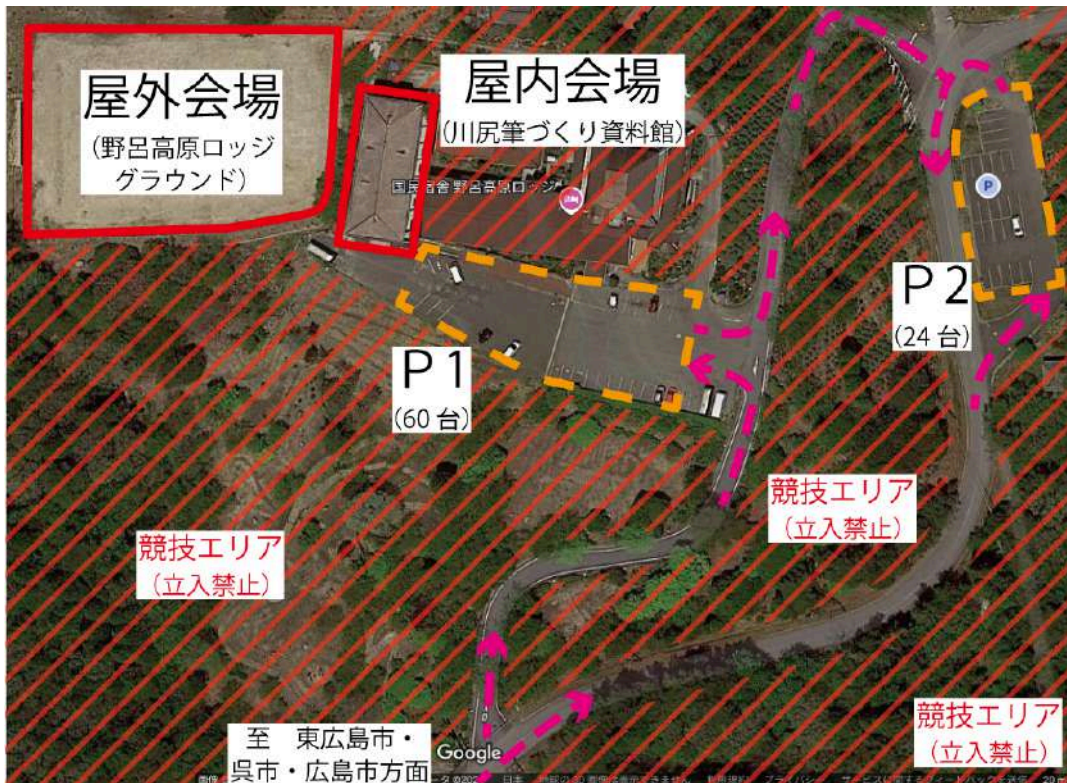 屋外会場
(野呂高原ロッジ
グラウンド)
屋内会場
(川尻筆づくり資料館)
国民宿舎 野呂高原ロッジ
P
P1
(60 台)
P2
(24 台)
競技エリア
(立入禁止)
競技エリア
(立入禁止)
競技エリア
(立入禁止)
至 東広島市・
呉市・広島市方面
Google
日本